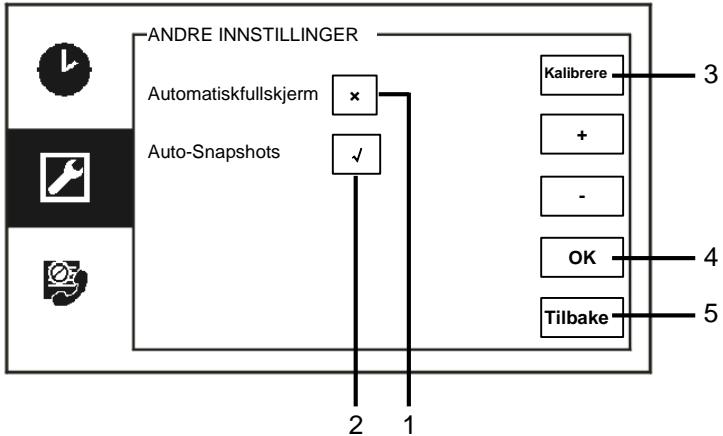 ANDRE INNSTILLINGER
Automatiskfullskjerm ×
Auto-Snapshots √
Kalibrere
+
-
OK
Tilbake
3
4
5
2 1